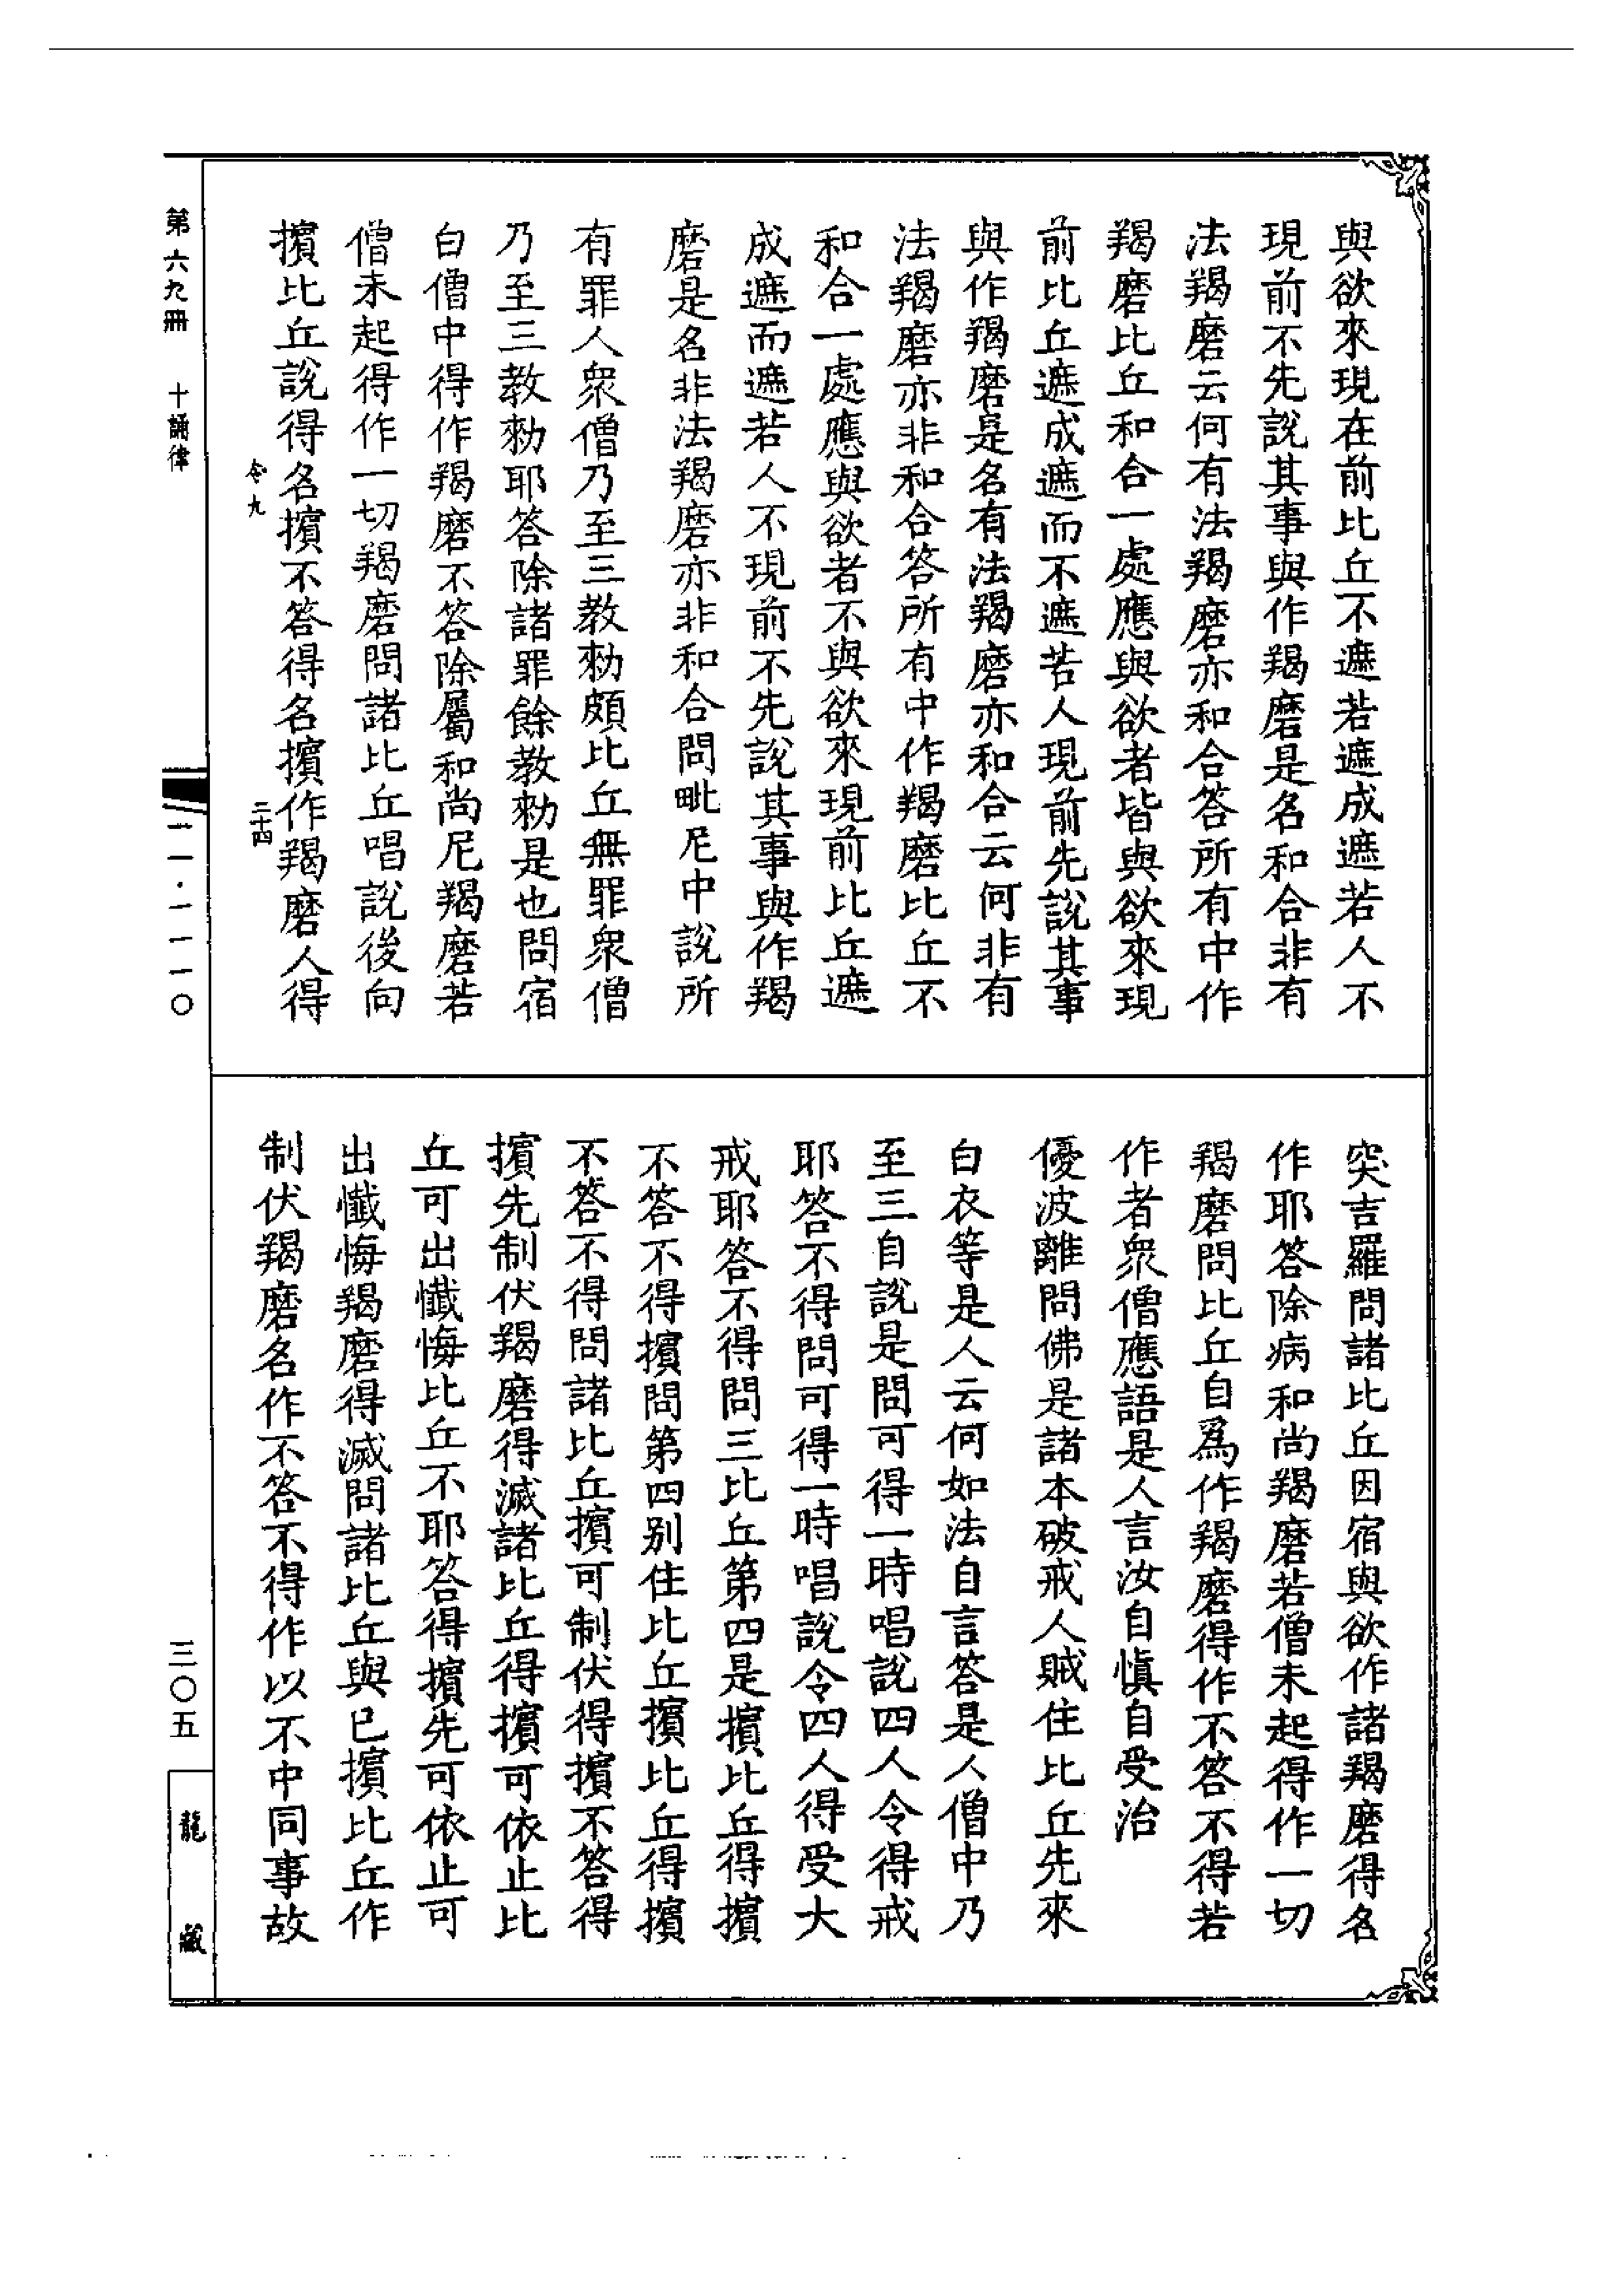 與欲來現在前比丘不遮若遮成遮若人不
現前不先說其事與作羯磨是名和合非有
法羯磨云何有法羯磨亦和合答所有中作
羯磨比丘和合一處應與欲者皆與欲來現
前比丘遮成遮而不遮若人現前先說其事
與作羯磨是名有法羯磨亦和合云何非有
法羯磨亦非和合答所有中作羯磨比丘不
和合一處應與欲者不與欲來現前比丘遮
成遮而遮若人不現前不先說其事與作羯
磨是名非法羯磨亦非和合問毗尼中說所
有罪人衆僧乃至三教勑頗比丘無罪衆僧
乃至三教勑耶答除諸罪餘教勑是也問宿
白僧中得作羯磨不答除屬和尚尼羯磨若
僧未起得作一切羯磨問諸比丘唱說後向
擯比丘說得名擯不答得名擯作羯磨人得
突吉羅問諸比丘因宿與欲作諸羯磨得名
作耶答除病和尚羯磨若僧未起得作一切
羯磨問比丘自爲作羯磨得作不答不得若
作者衆僧應語是人言汝自慎自受治
優波離問佛是諸本破戒人賊住比丘先來
白衣等是人云何如法自言答是人僧中乃
至三自說是問可得一時唱說四人令得戒
耶答不得問可得一時唱說令四人得受大
戒耶答不得問三比丘第四是擯比丘得擯
不答不得擯問第四別住比丘擯比丘得擯
不答不得問諸比丘擯可制伏得擯不答得
擯先制伏羯磨得滅諸比丘得擯可依止比
丘可出懺悔比丘不耶答得擯先可依止可
出懺悔羯磨得滅問諸比丘與已擯比丘作
制伏羯磨名作不答不得作以不中同事故
令九
二十四
第六九冊 十誦律
一一·一一一〇
三〇五
龍藏